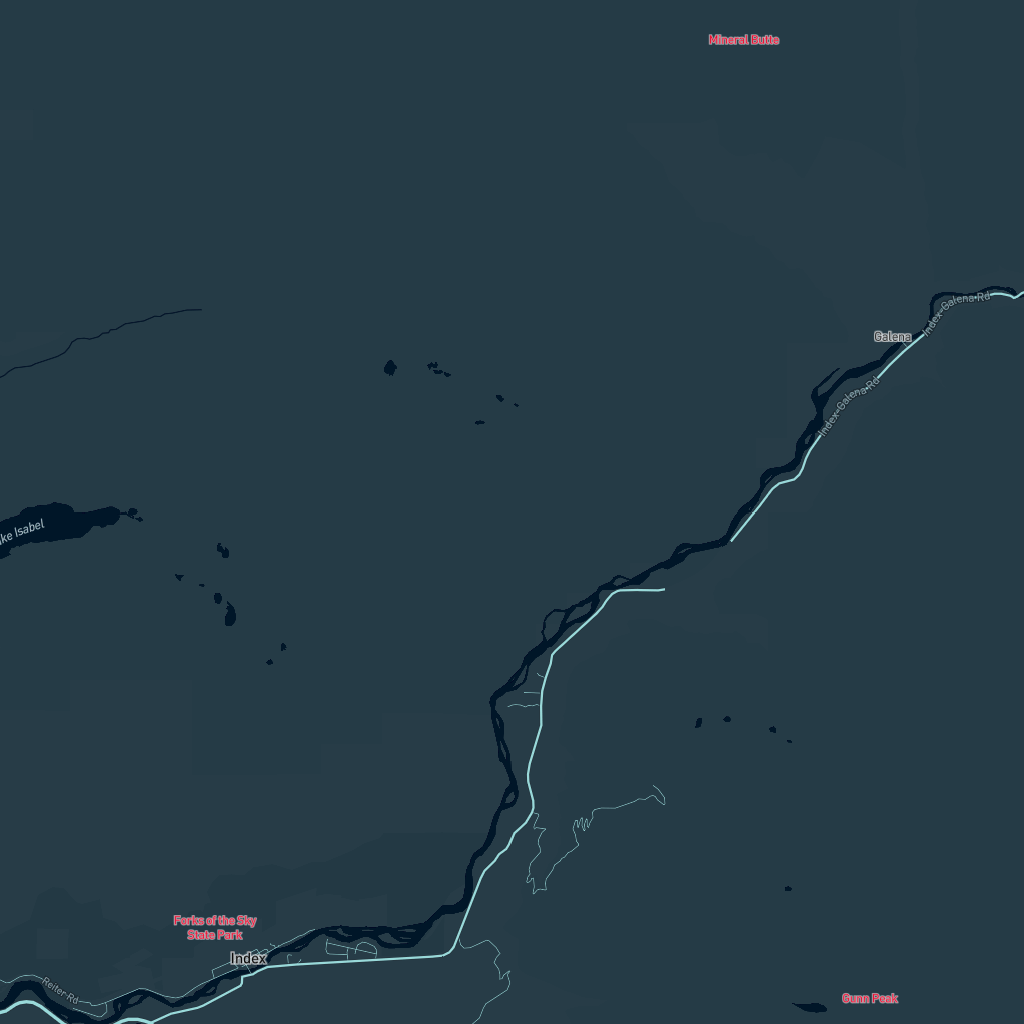 Mineral Butte
Index-Galena Rd
Galena
Index-Galena Rd
ke Isabel
Forks of the Sky
State Park
Index
Reiter Rd
Gunn Peak